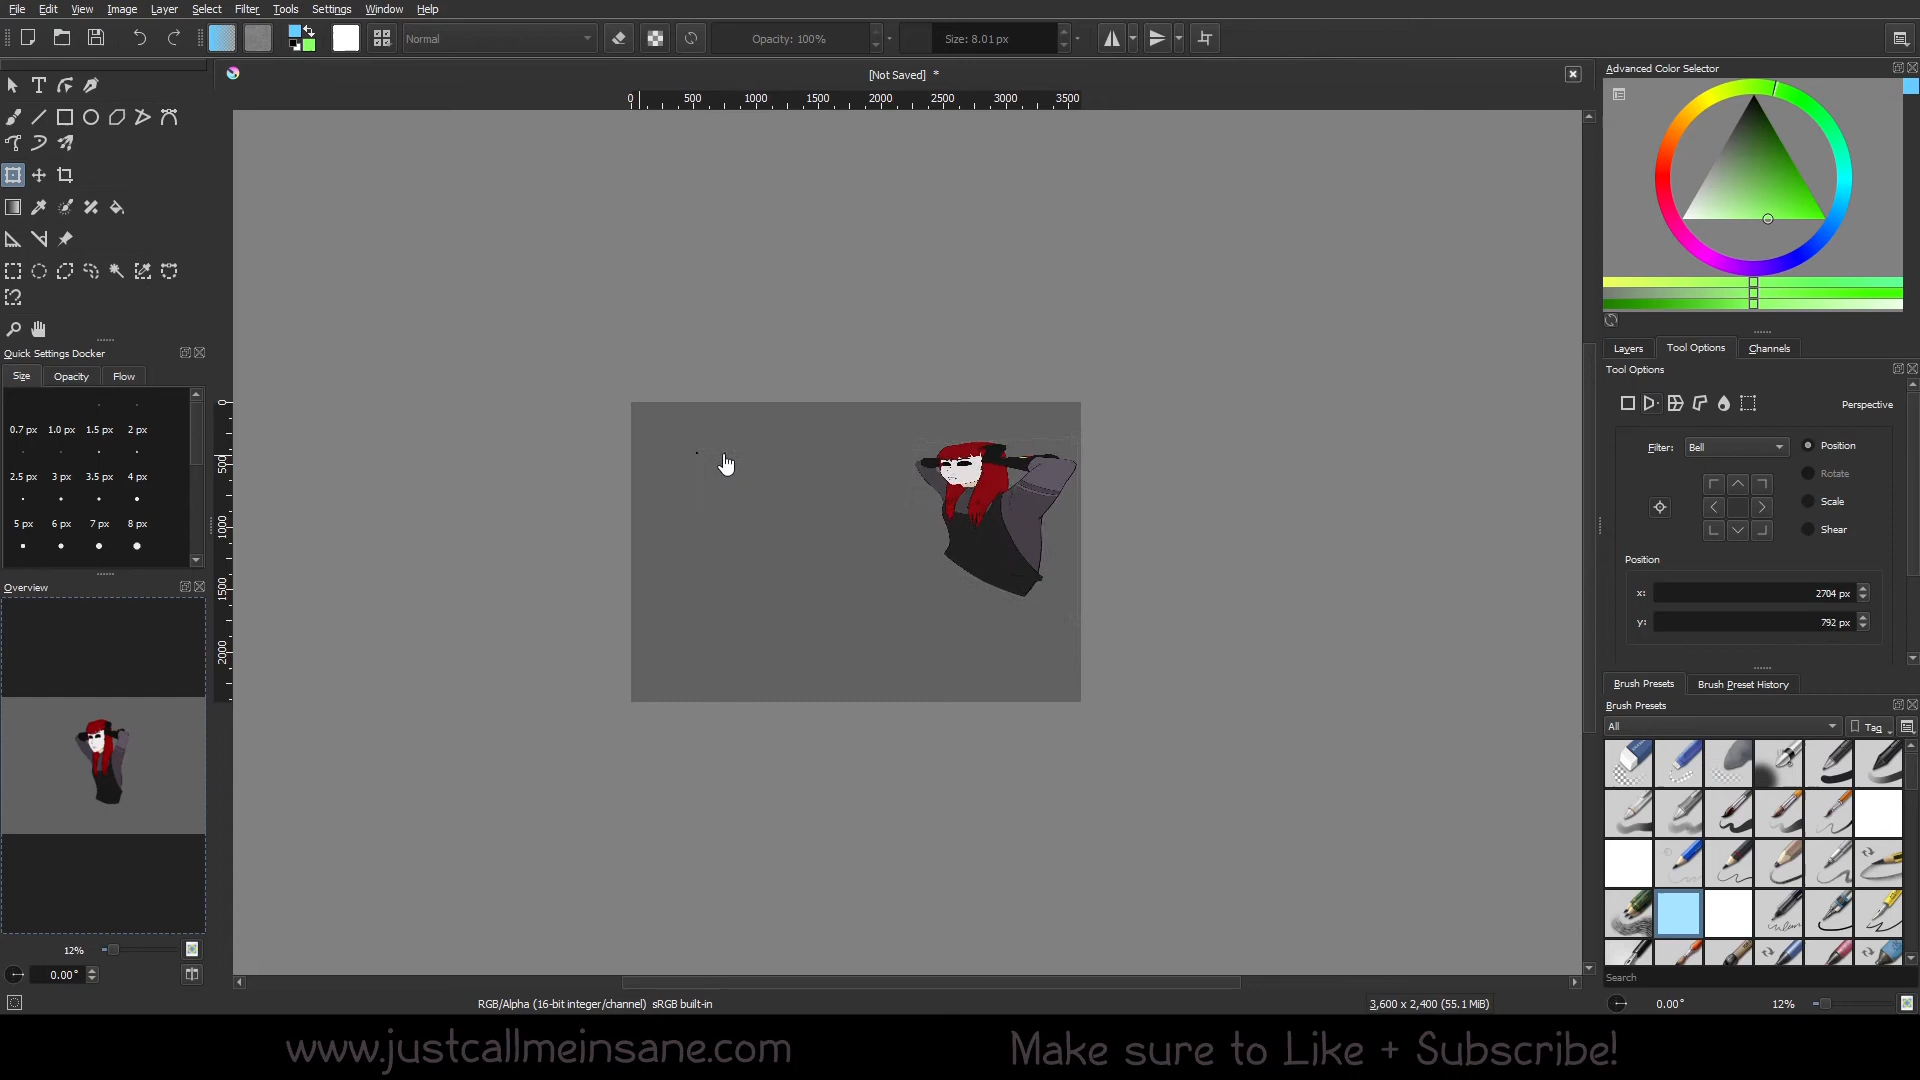 File Edit View Image Layer Select Filter Tools Settings Window Help
Normal Opacity: 100% Size: 8.01 px
[Not Saved] *
0 500 1000 1500 2000 2500 3000 3500
0
500
1000
1500
2000
Quick Settings Docker
Size Opacity Flow
0.7 px 1.0 px 1.5 px 2 px
2.5 px 3 px 3.5 px 4 px
5 px 6 px 7 px 8 px
Overview
12%
0.00°
Advanced Color Selector
Layers Tool Options Channels
Tool Options
Perspective
Filter: Bell Position
Rotate
Scale
Shear
Position
x: 2704 px
y: 792 px
Brush Presets Brush Preset History
Brush Presets
All Tag
Search
RGB/Alpha (16-bit integer/channel) sRGB built-in 3,600 x 2,400 (55.1 MiB) 0.00° 12%
www.justcallmeinsane.com Make sure to Like + Subscribe!